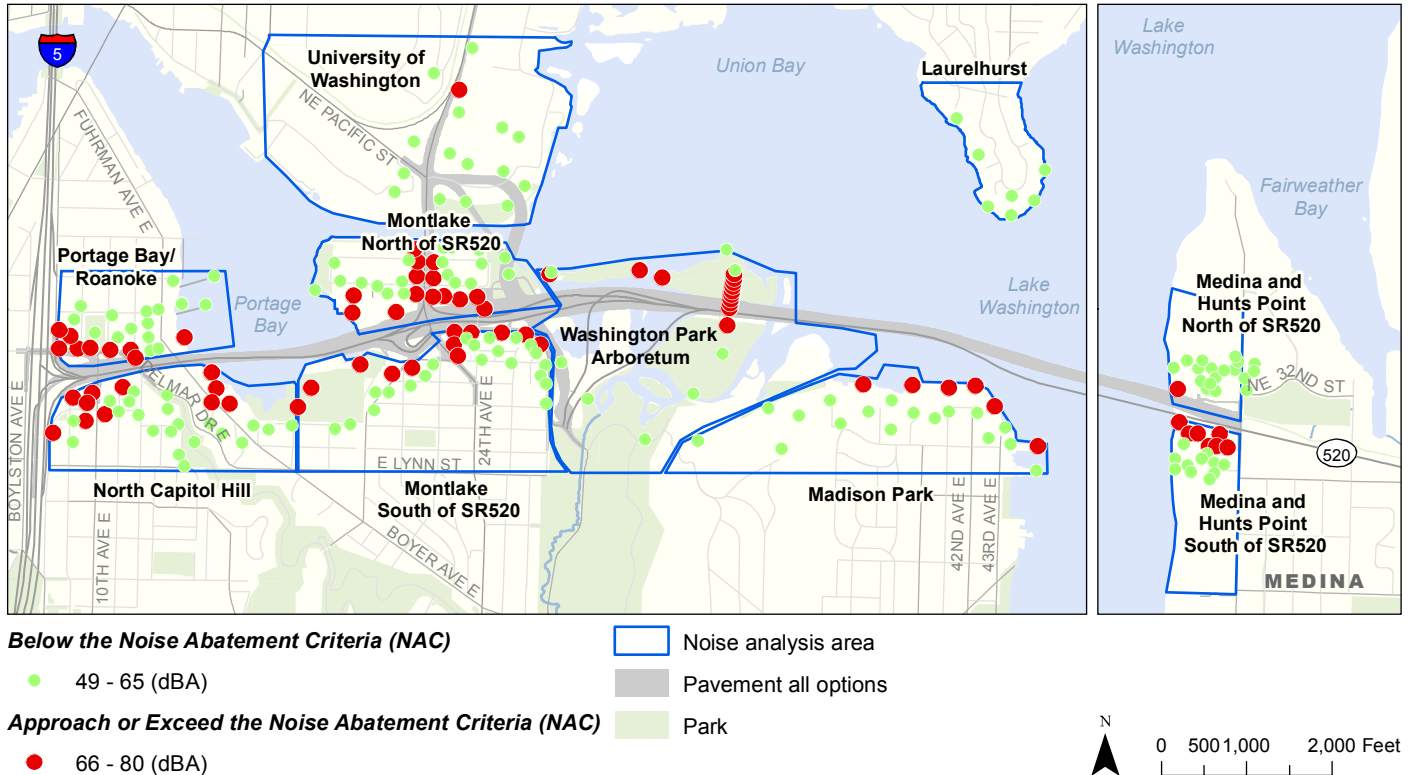 5
University of
Washington
NE PACIFIC ST
Union Bay
Laurelhurst
Lake
Washington
FUHRMAN AVE E
Fairweather
Bay
Montlake
North of SR520
Portage Bay/
Roanoke
Portage
Bay
Lake
Washington
Medina and
Hunts Point
North of SR520
Washington Park
Arboretum
NE 32ND ST
DELMAR DR E
BOYLSTON AVE E
24TH AVE E
E LYNN ST
520
North Capitol Hill
Montlake
South of SR520
Madison Park
42ND AVE E
43RD AVE E
Medina and
Hunts Point
South of SR520
10TH AVE E
BOYER AVE E
MEDINA
Below the Noise Abatement Criteria (NAC)
49 - 65 (dBA)
Approach or Exceed the Noise Abatement Criteria (NAC)
66 - 80 (dBA)
Noise analysis area
Pavement all options
Park
N
0 500 1,000 2,000 Feet